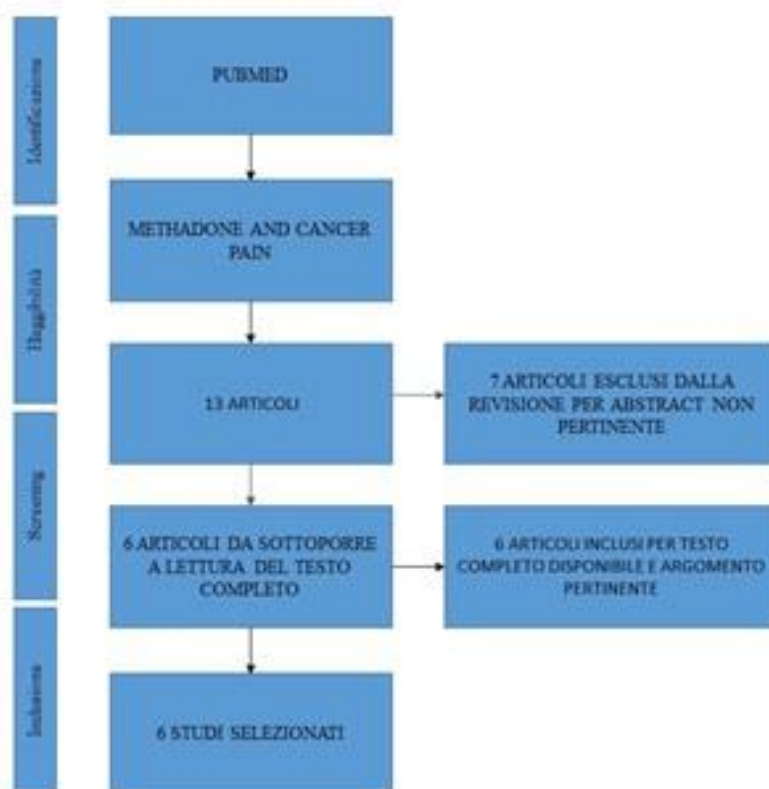 Identificazione
PUBMED
METHADONE AND CANCER
PAIN
13 ARTICOLI
7 ARTICOLI ESCLUSI DALLA
REVISIONE PER ABSTRACT NON
PERTINENTE
Screening
6 ARTICOLI DA SOTTOPORRE
A LETTURA DEL TESTO
COMPLETO
6 ARTICOLI INCLUSI PER TESTO
COMPLETO DISPONIBILE E ARGOMENTO
PERTINENTE
Inclusione
6 STUDI SELEZIONATI